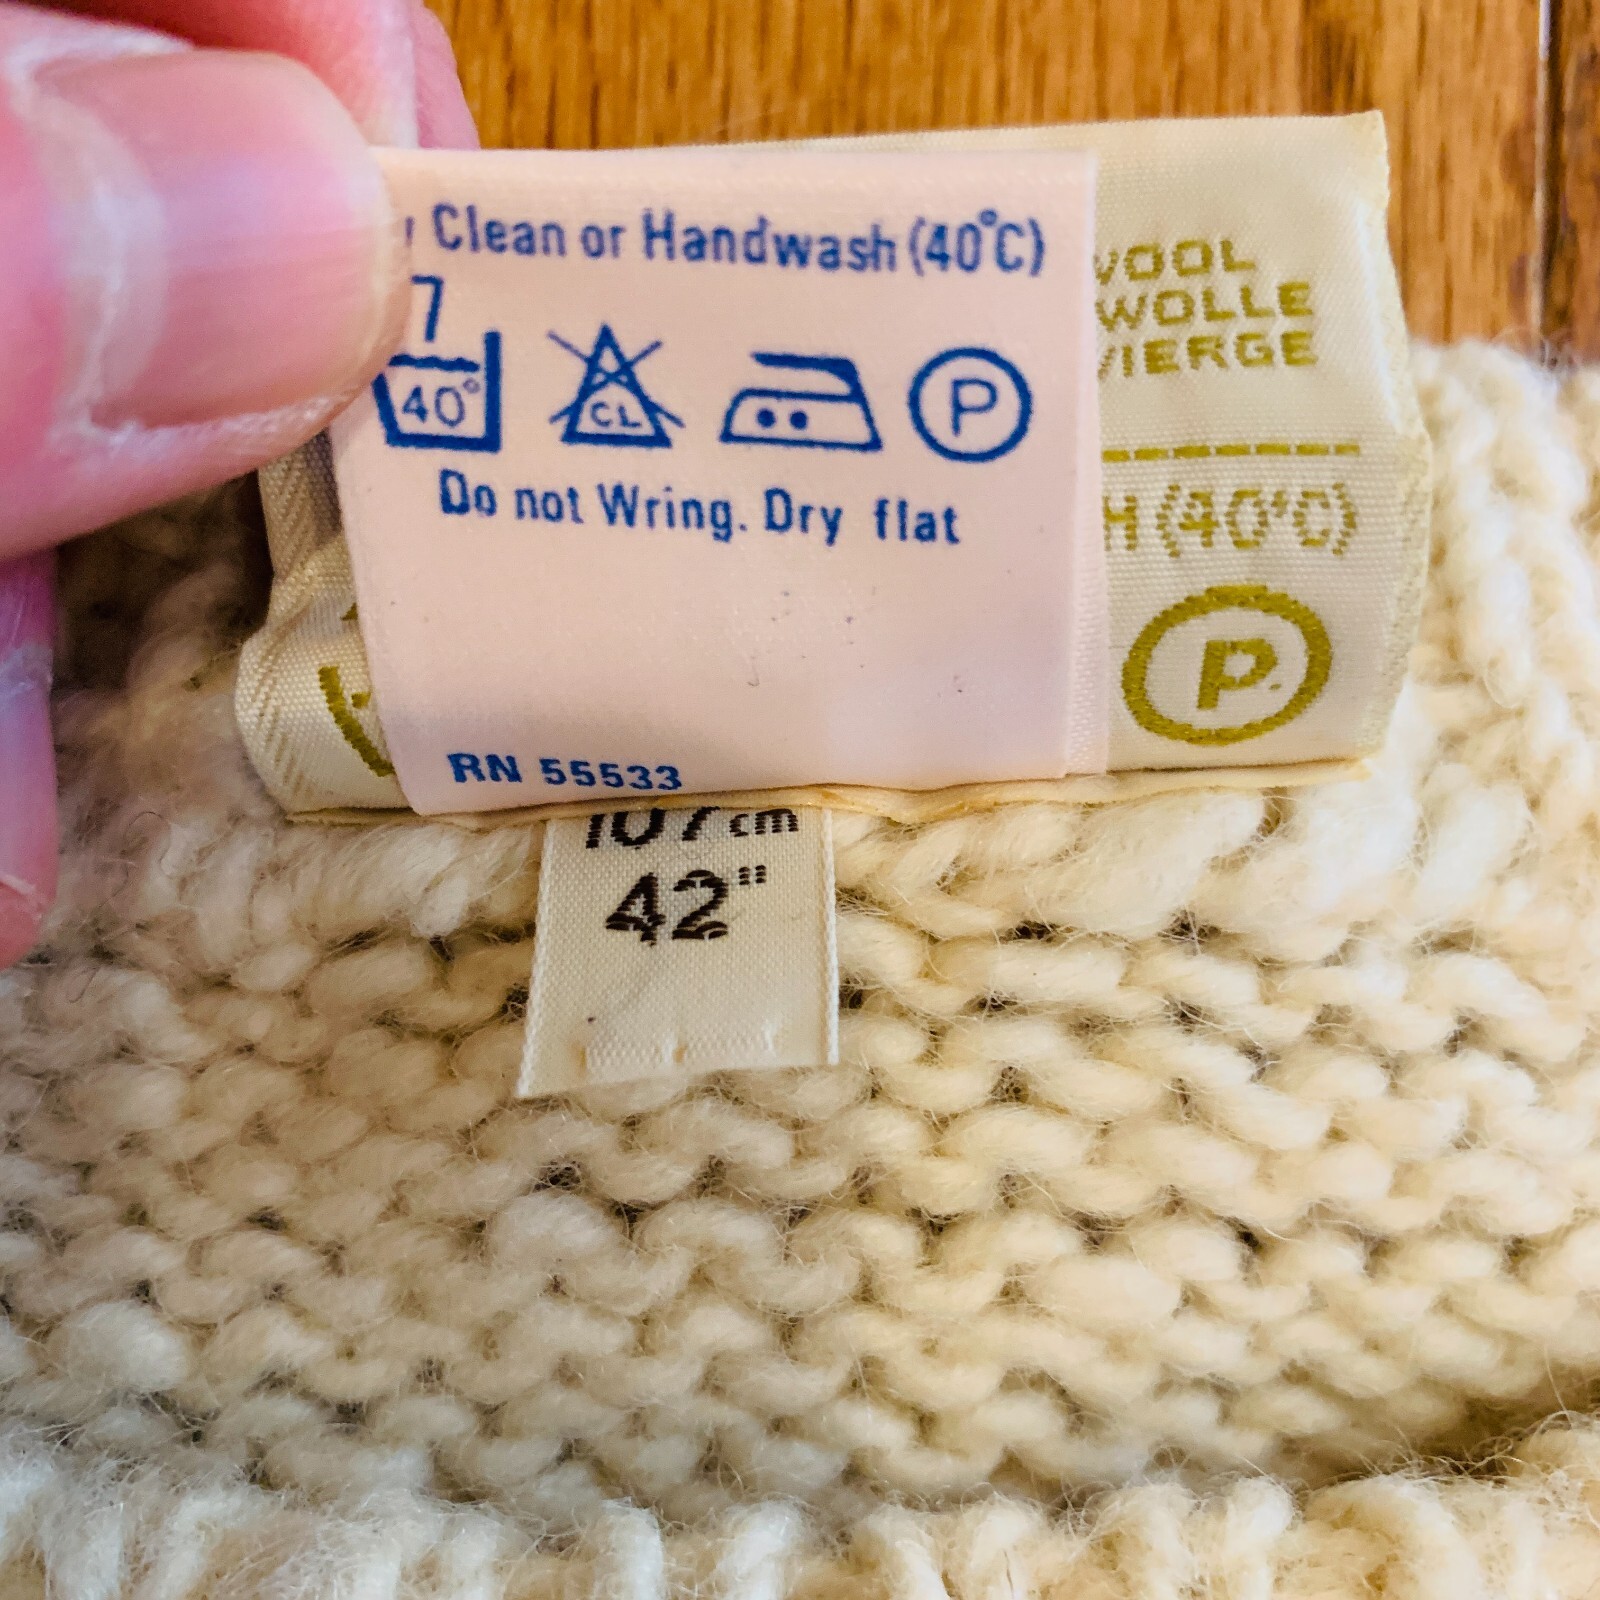 Clean or Handwash (40°C)
7
40°
CL
P
Do not Wring. Dry flat
RN 55533
WOOL
WOLLE
VIERGE
H (40°C)
P
107cm
42"